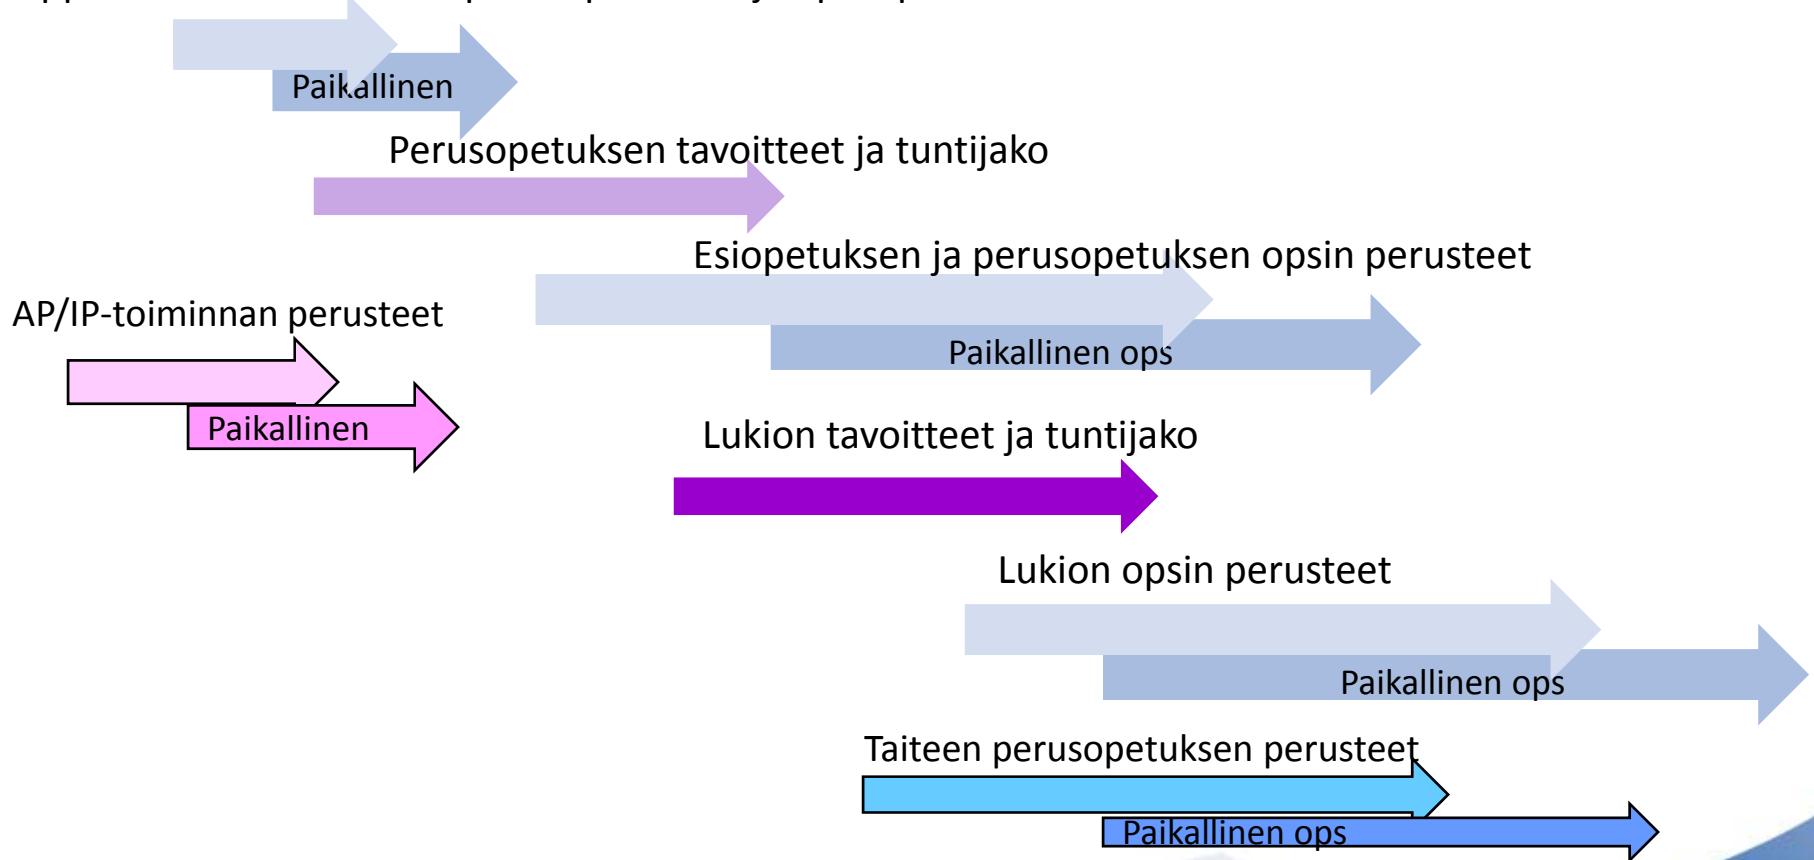 Paikallinen
Perusopetuksen tavoitteet ja tuntijako
Esiopetuksen ja perusopetuksen opsin perusteet
AP/IP-toiminnan perusteet
Paikallinen ops
Paikallinen
Lukion tavoitteet ja tuntijako
Lukion opsin perusteet
Paikallinen ops
Taiteen perusopetuksen perusteet
Paikallinen ops